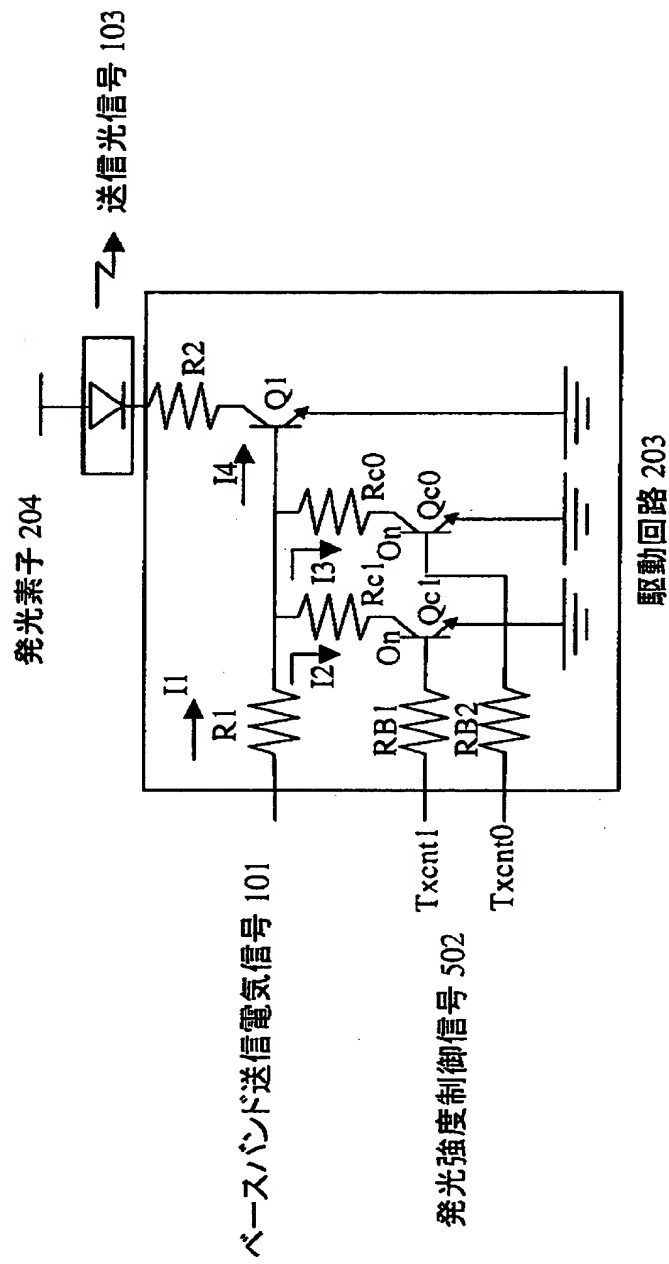 発光素子 204
送信光信号 103
R2
Q1
I4
I1
R1
I2
I3
Rc1
Rc0
On
On
Qc1
Qc0
RB1
RB2
ベースバンド送信電気信号 101
Txcnt1
Txcnt0
発光強度制御信号 502
駆動回路 203